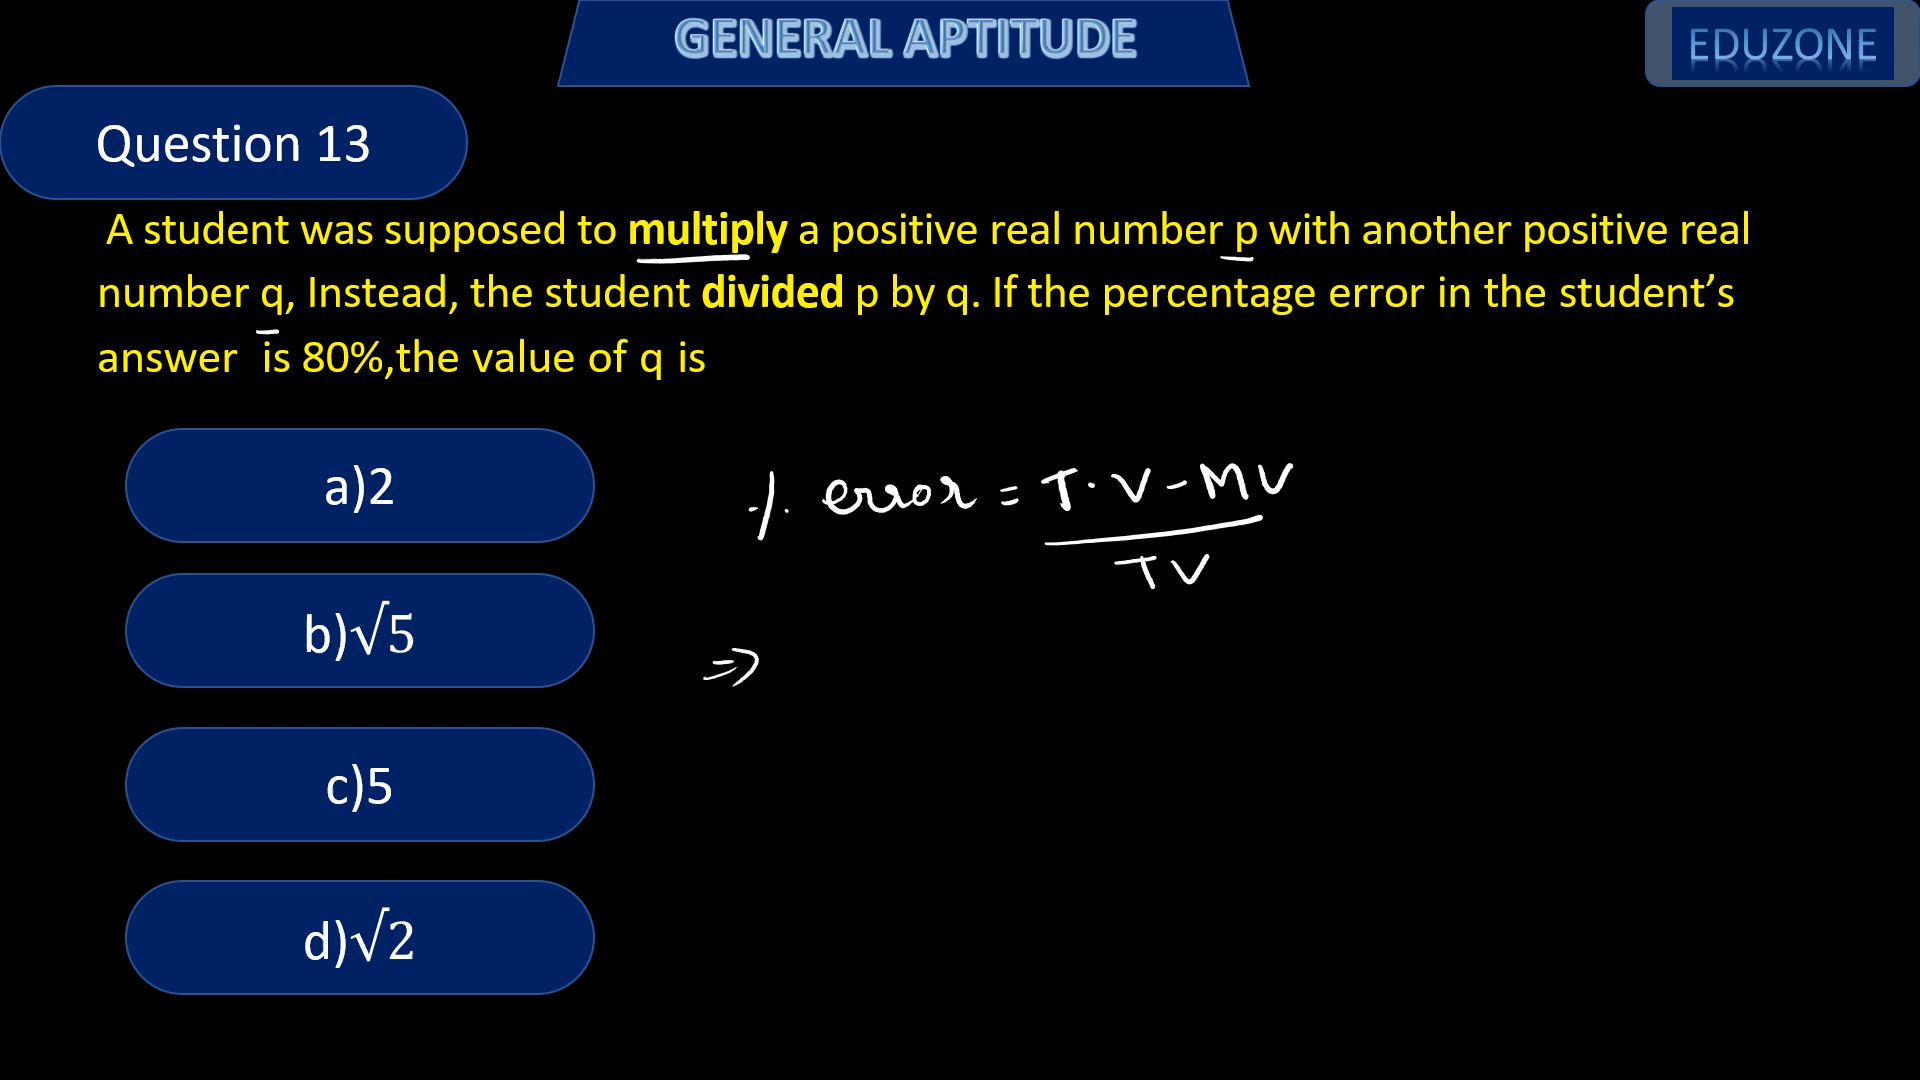 GENERAL APTITUDE
EDUZONE
Question 13
A student was supposed to multiply a positive real number p with another positive real
number q, Instead, the student divided p by q. If the percentage error in the student’s
answer is 80%,the value of q is
a)2
% error = T.V-MV
TV
b)√5
⇒
c)5
d)√2